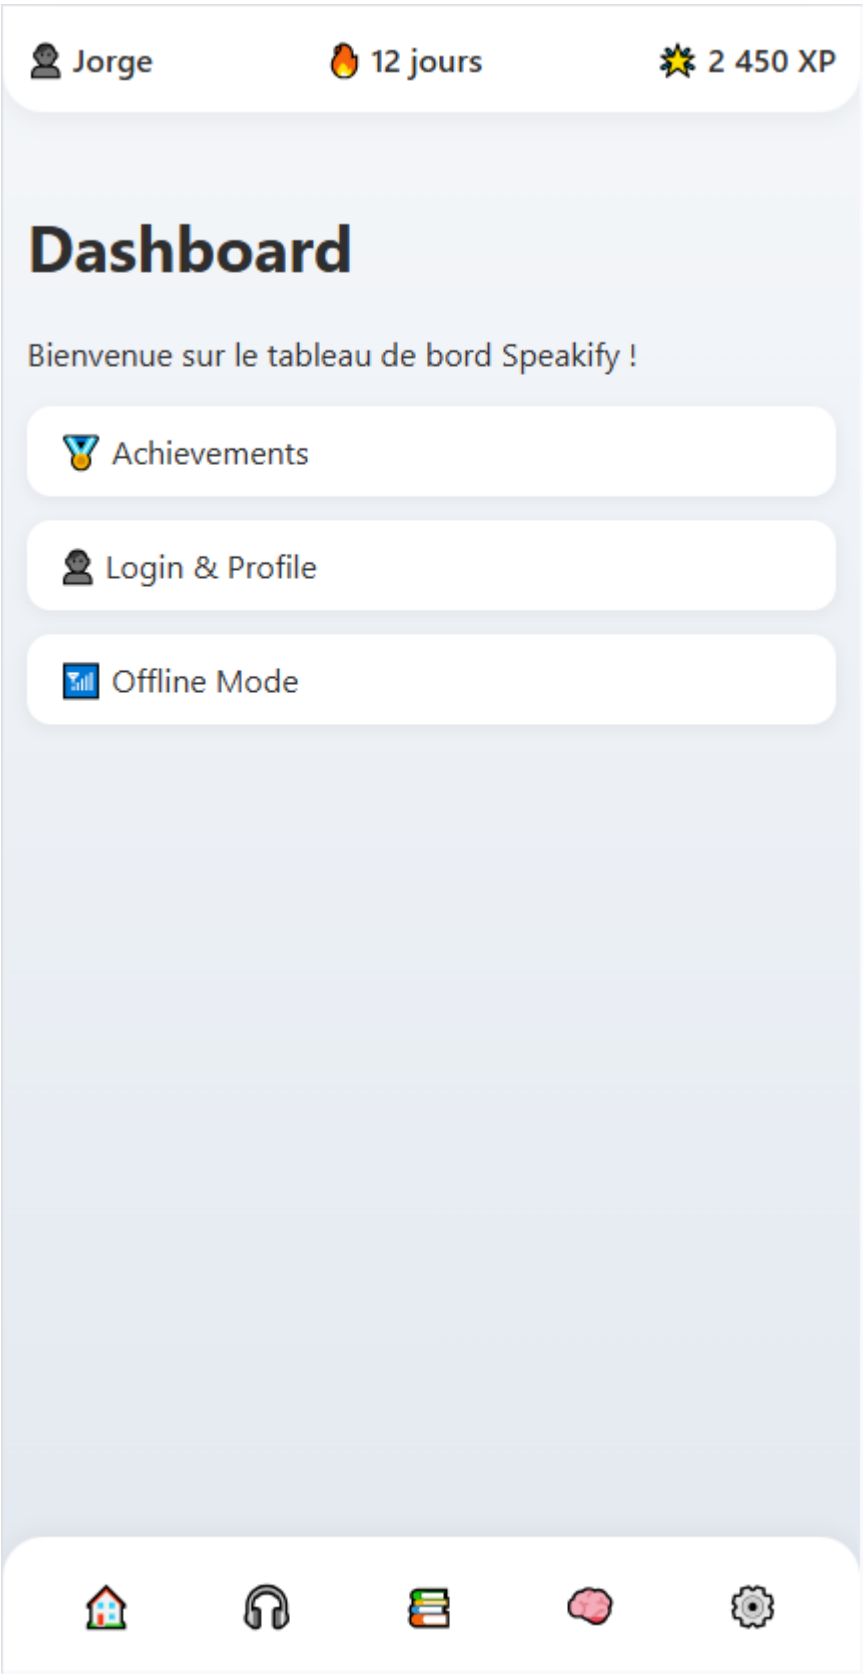 Jorge 12 jours 2 450 XP
Dashboard
Bienvenue sur le tableau de bord Speakify !
Achievements
Login & Profile
Offline Mode